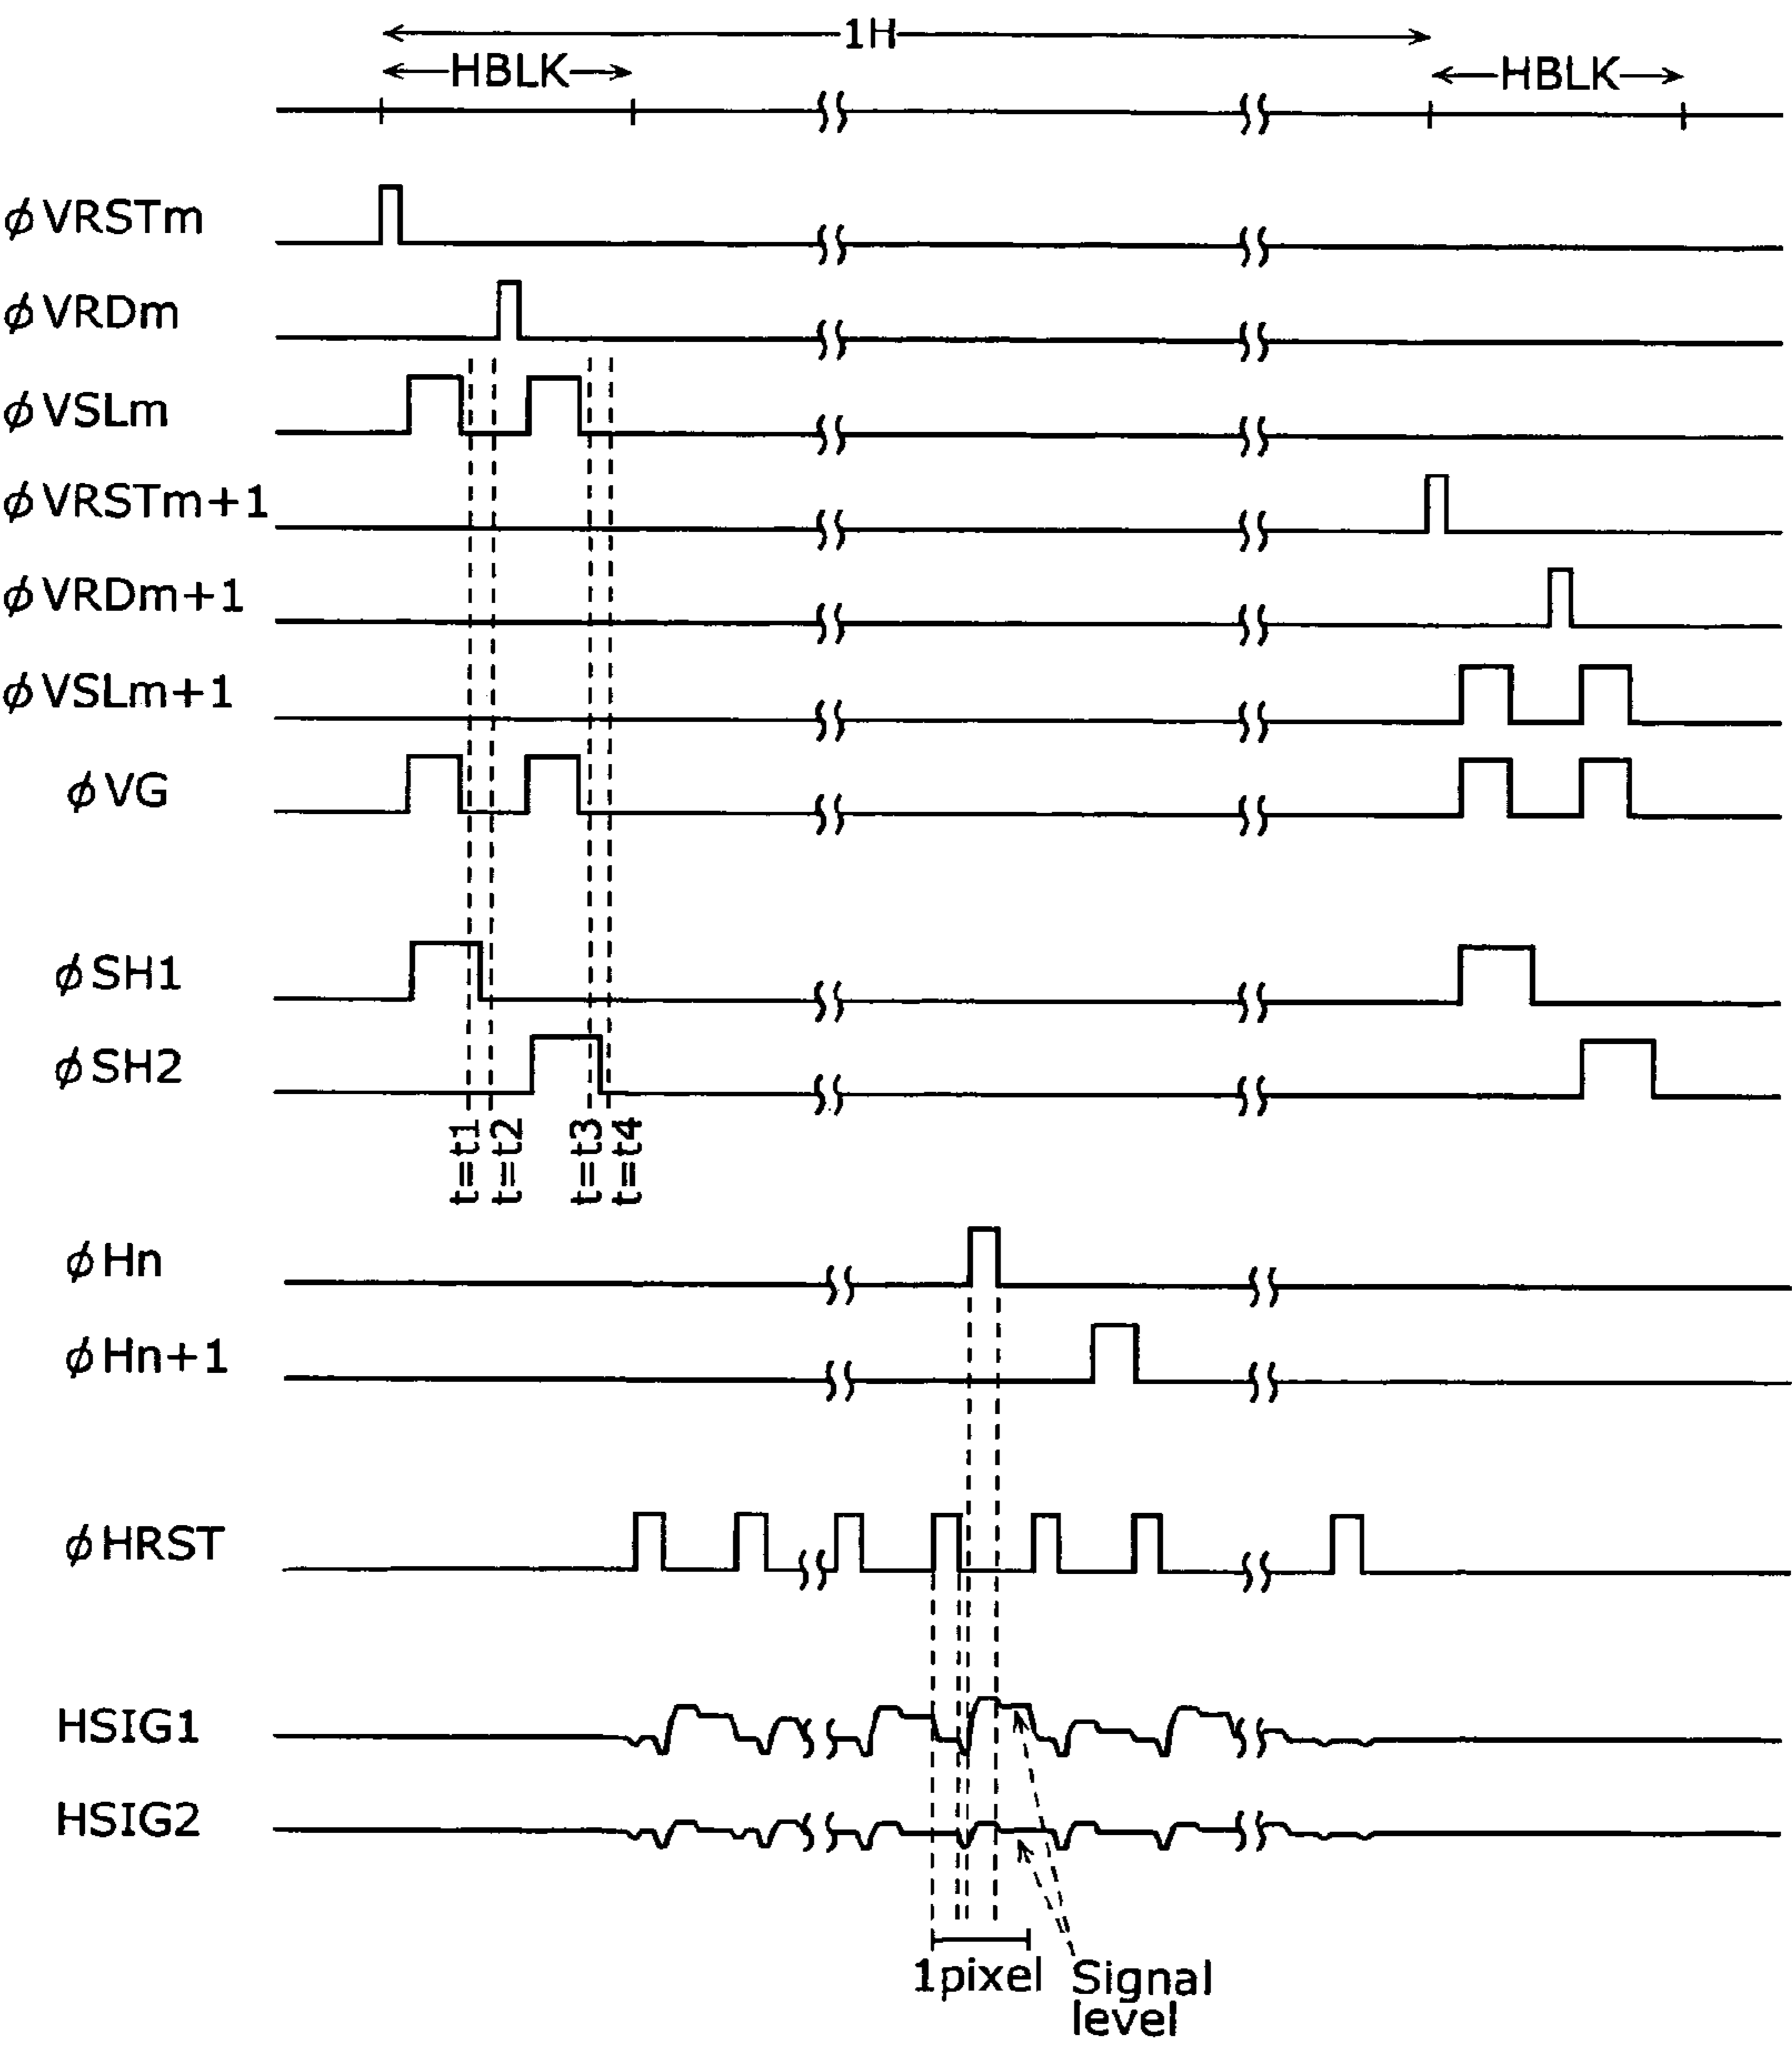 1H
HBLK
HBLK
φVRSTm
φVRDm
φVSLm
φVRSTm+1
φVRDm+1
φVSLm+1
φVG
φSH1
φSH2
t=t1
t=t2
t=t3
t=t4
φHn
φHn+1
φHRST
HSIG1
HSIG2
1pixel
Signal
level